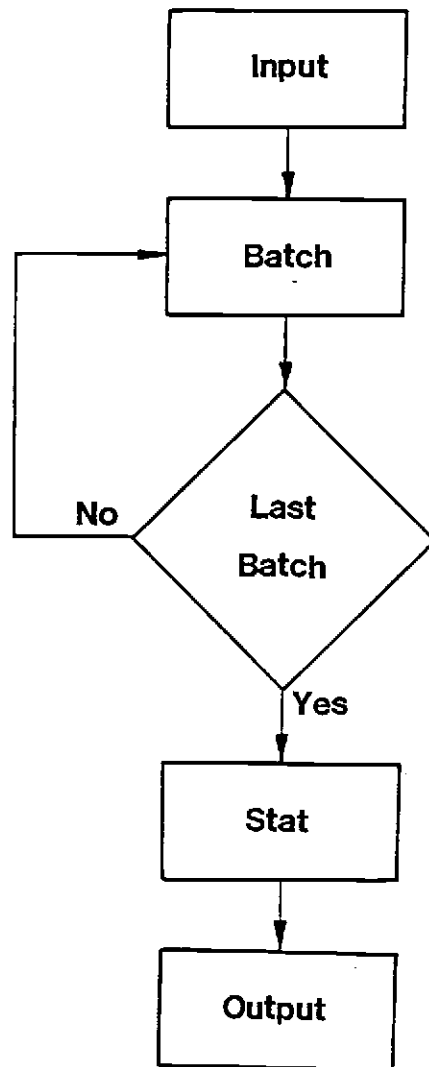 Input
Batch
Last
Batch
No
Yes
Stat
Output